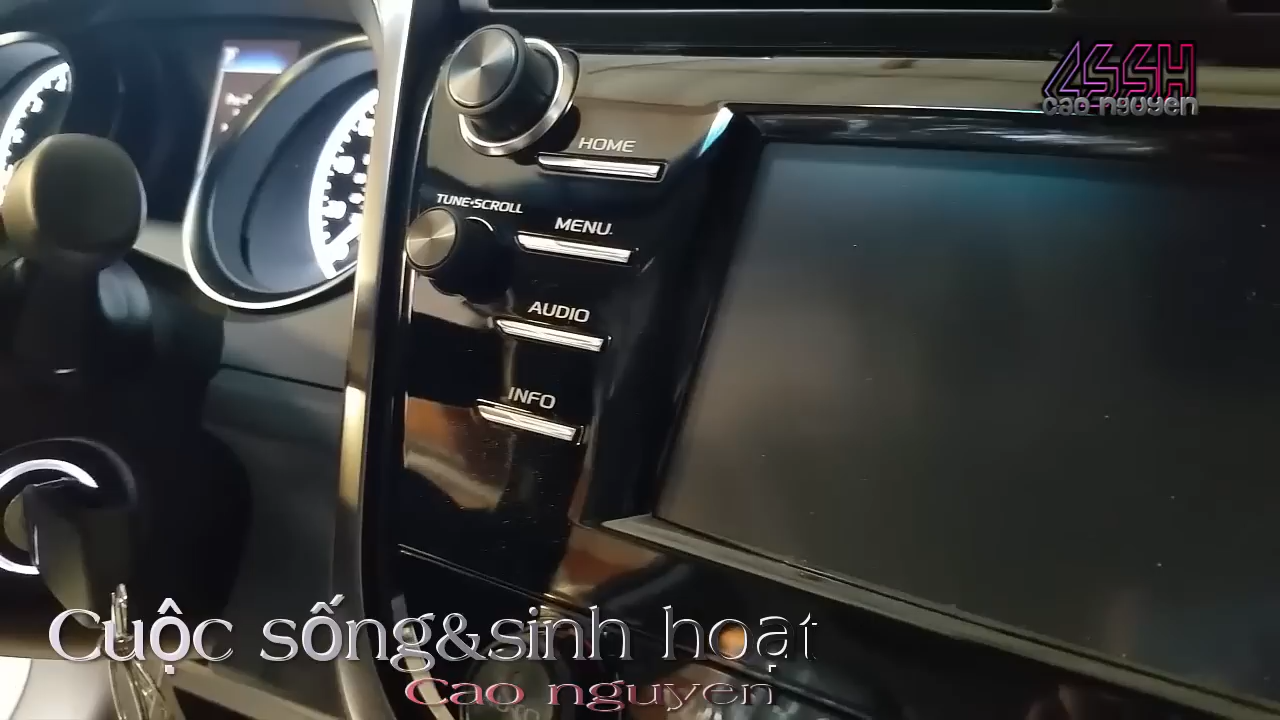 CSSH
cao nguyen
HOME
TUNE•SCROLL
MENU
AUDIO
INFO
Cuộc sống&sinh hoạt
Cao nguyen